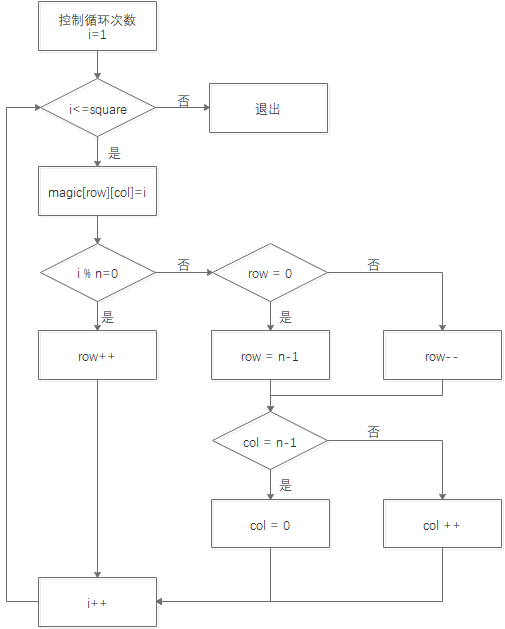 控制循环次数
i=1
i<=square
否
退出
是
magic[row][col]=i
i % n=0
否
row = 0
否
是
是
row++
row = n-1
row--
col = n-1
否
是
col = 0
col ++
i++